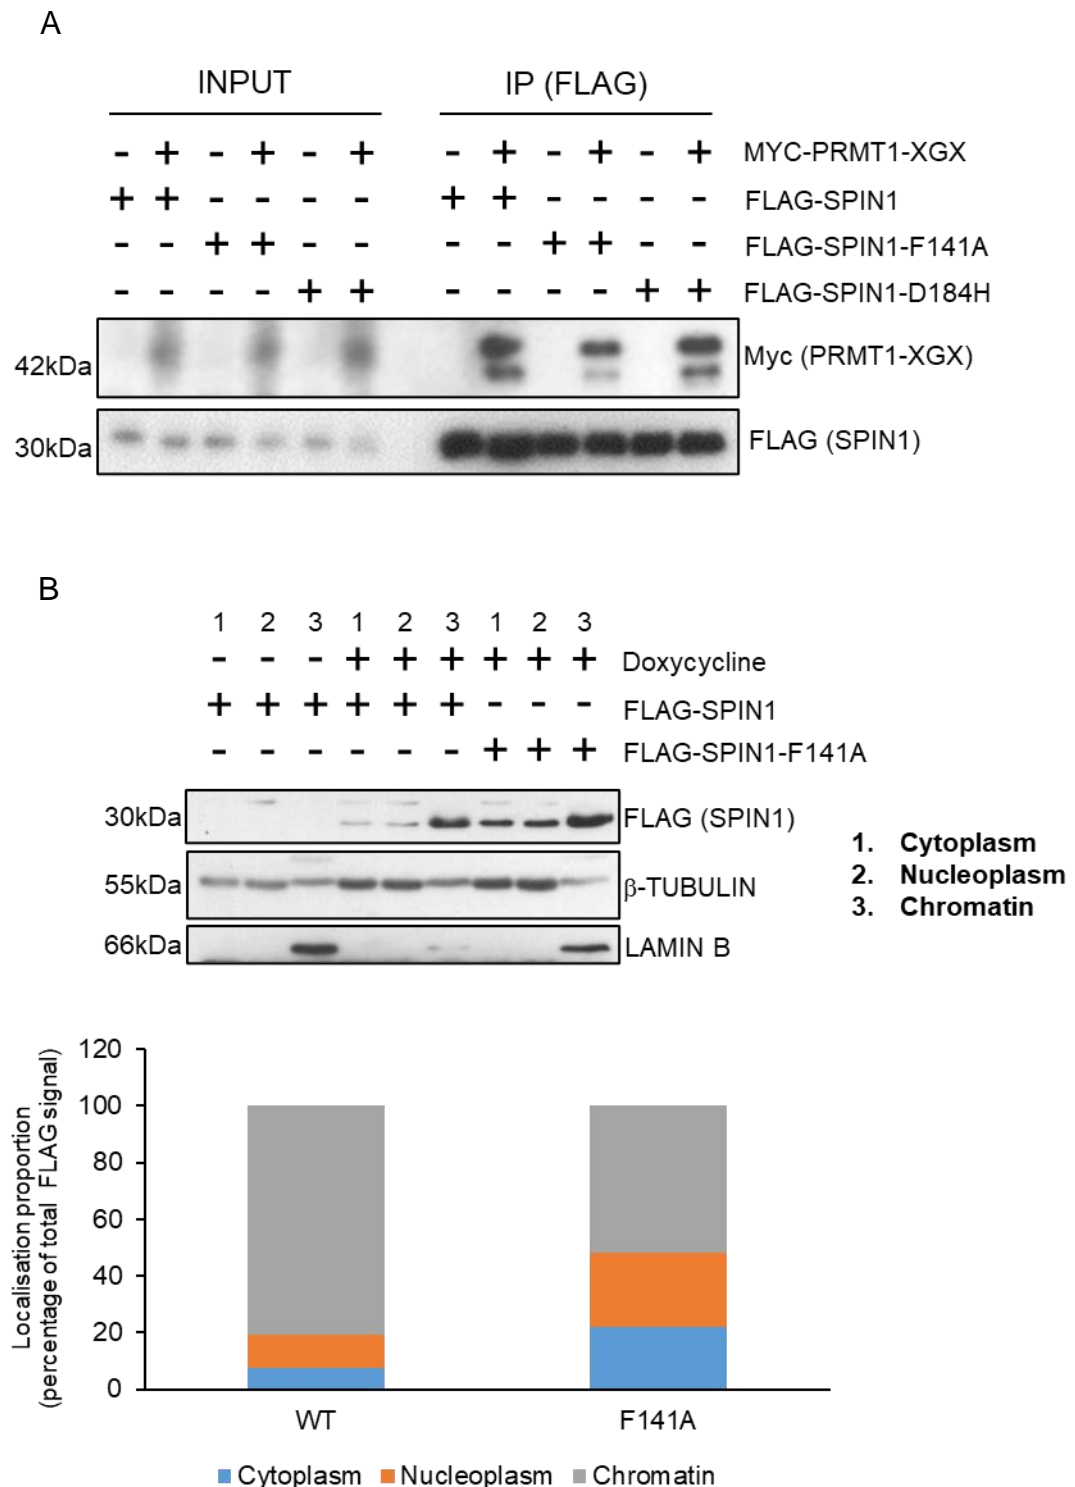 A
INPUT IP (FLAG)
- + - + - + - + - + - + MYC-PRMT1-XGX
+ + - - - - + + - - - - FLAG-SPIN1
- - + + - - - - + + - - FLAG-SPIN1-F141A
- - - - + + - - - - + + FLAG-SPIN1-D184H
42kDa Myc (PRMT1-XGX)
30kDa FLAG (SPIN1)
B
1 2 3 1 2 3 1 2 3
- - - + + + + + + Doxycycline
+ + + + + + - - - FLAG-SPIN1
- - - - - - + + + FLAG-SPIN1-F141A
30kDa FLAG (SPIN1)
55kDa β-TUBULIN
66kDa LAMIN B
1. Cytoplasm
2. Nucleoplasm
3. Chromatin
Localisation proportion
(percentage of total FLAG signal)
120
100
80
60
40
20
0
WT F141A
Cytoplasm Nucleoplasm Chromatin